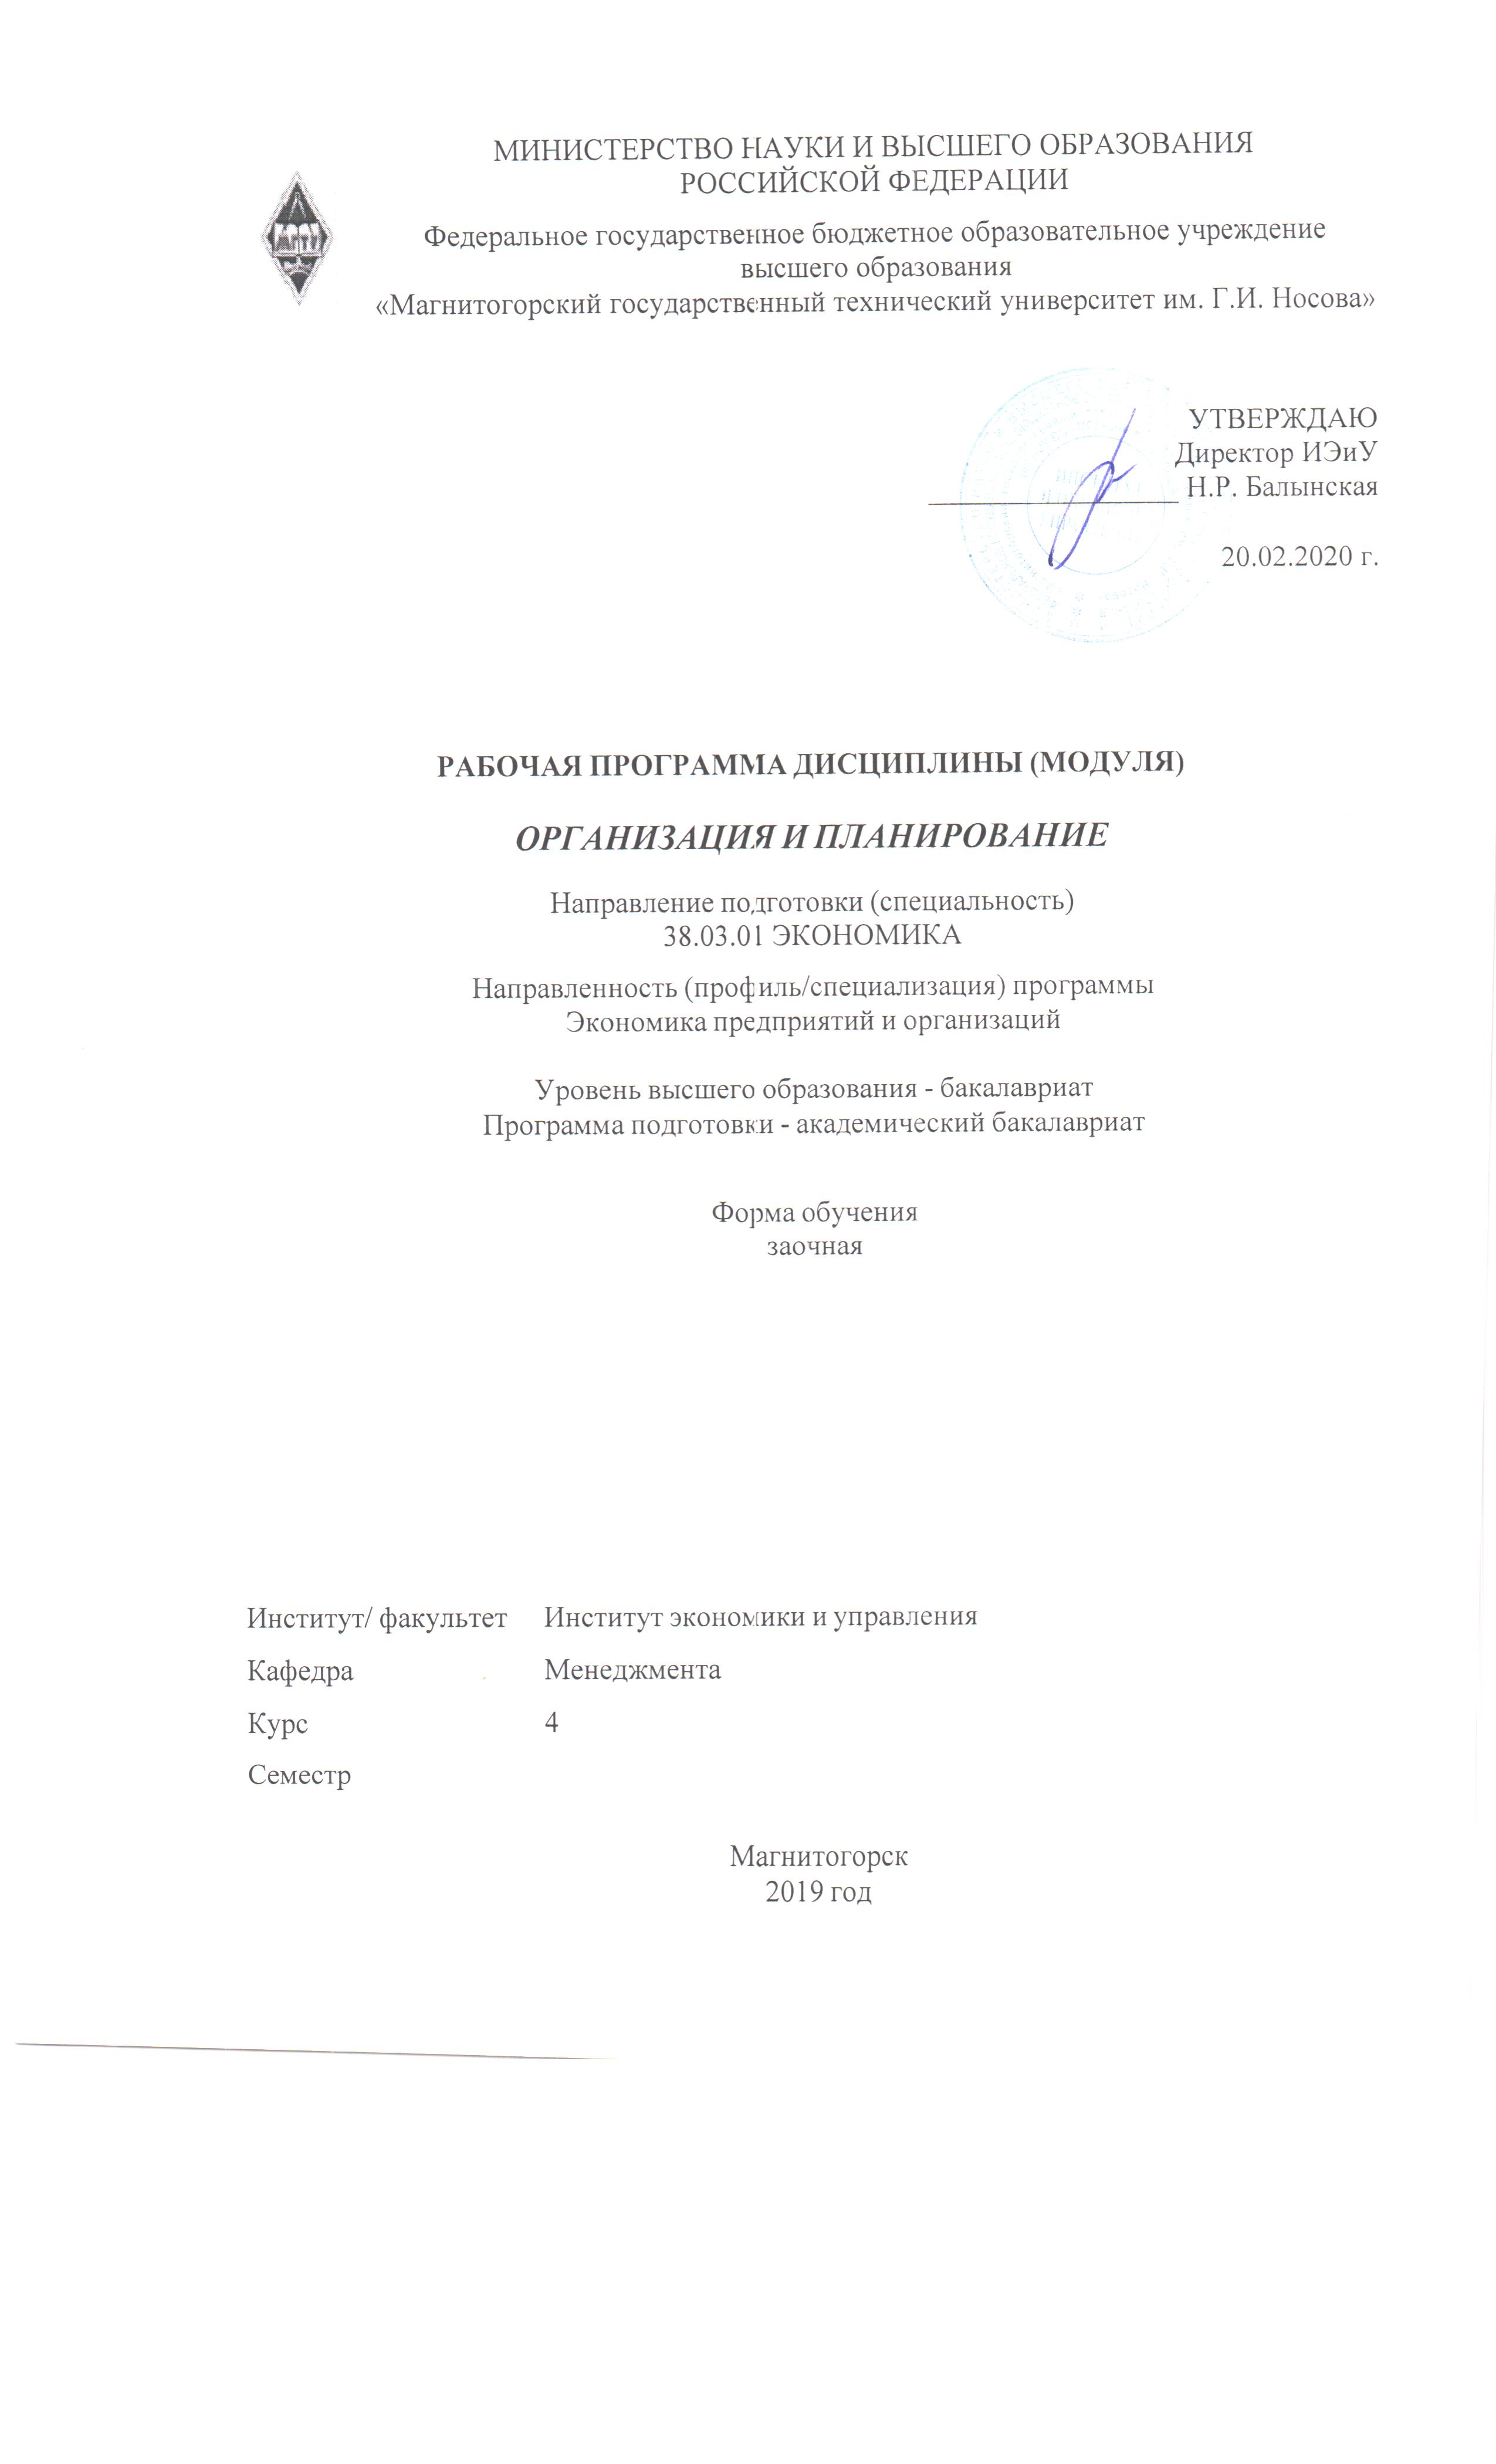 МИНИСТЕРСТВО НАУКИ И ВЫСШЕГО ОБРАЗОВАНИЯ
РОССИЙСКОЙ ФЕДЕРАЦИИ
МГТУ
Федеральное государственное бюджетное образовательное учреждение
высшего образования
«Магнитогорский государственный технический университет им. Г.И. Носова»
УТВЕРЖДАЮ
Директор ИЭиУ
Н.Р. Балынская
20.02.2020 г.
РАБОЧАЯ ПРОГРАММА ДИСЦИПЛИНЫ (МОДУЛЯ)
ОРГАНИЗАЦИЯ И ПЛАНИРОВАНИЕ
Направление подготовки (специальность)
38.03.01 ЭКОНОМИКА
Направленность (профиль/специализация) программы
Экономика предприятий и организаций
Уровень высшего образования - бакалавриат
Программа подготовки - академический бакалавриат
Форма обучения
заочная
Институт/ факультет Институт экономики и управления
Кафедра Менеджмента
Курс 4
Семестр
Магнитогорск
2019 год